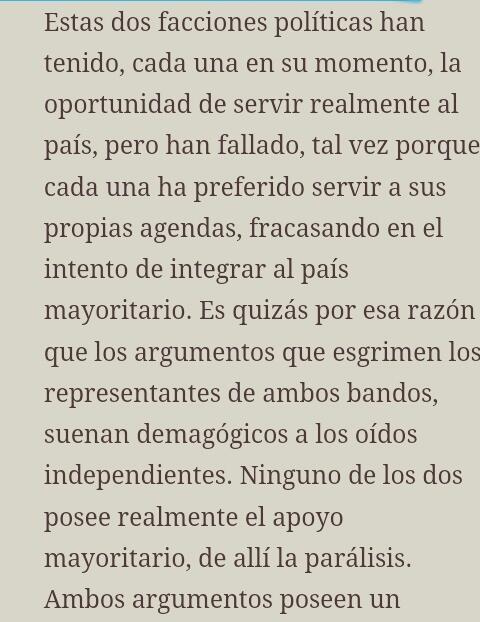 Estas dos facciones políticas han
tenido, cada una en su momento, la
oportunidad de servir realmente al
país, pero han fallado, tal vez porque
cada una ha preferido servir a sus
propias agendas, fracasando en el
intento de integrar al país
mayoritario. Es quizás por esa razón
que los argumentos que esgrimen los
representantes de ambos bandos,
suenan demagógicos a los oídos
independientes. Ninguno de los dos
posee realmente el apoyo
mayoritario, de allí la parálisis.
Ambos argumentos poseen un